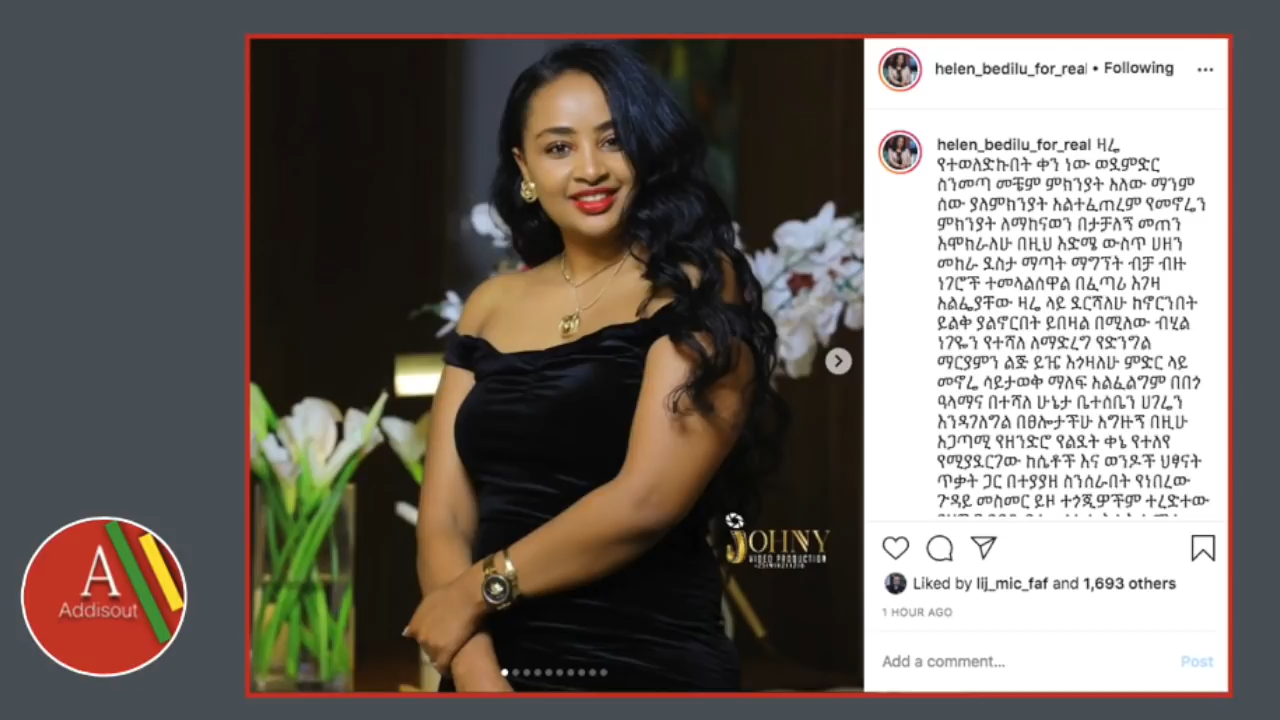 helen_bedilu_for_real • Following
helen_bedilu_for_real ዛሬ
የተወለድኩበት ቀን ነው ወደምድር
ስንመጣ መቼም ምክንያት አለው ማንም
ሰው ያለምክንያት አልተፈጠረም የመኖሬን
ምክንያት ለማከናወን በታቻለኝ መጠን
እሞክራለሁ በዚህ እድሜ ውስጥ ሀዘን
መከራ ደስታ ማጣት ማግኘት ብቻ ብዙ
ነገሮች ተመላልሰዋል በፈጣሪ እገዛ
አልፌያቸው ዛሬ ላይ ደርሻለሁ ከኖርንበት
ይልቅ ያልኖርበት ይበዛል በሚለው ብሂል
ነገዬን የተሻለ ለማድረግ የድንግል
ማርያምን ልጅ ይዤ እጓዛለሁ ምድር ላይ
መኖሬ ሳይታወቅ ማለፍ አልፈልግም በበጎ
ዓላማና በተሻለ ሁኔታ ቤተሰቤን ሀገሬን
እንዳገለግል በፀሎታችሁ አግዙኝ በዚሁ
አጋጣሚ የዘንድሮ የልደት ቀኔ የተለየ
የሚያደርገው ከሴቶች እና ወንዶች ህፃናት
ጥቃት ጋር በተያያዘ ስንሰራበት የነበረው
ጉዳይ መስመር ይዞ ተጎጂዎችም ተረድተው
Liked by lij_mic_faf and 1,693 others
1 HOUR AGO
Add a comment...
Post
JOHNY
VIDEO PRODUCTION
A
Addisout